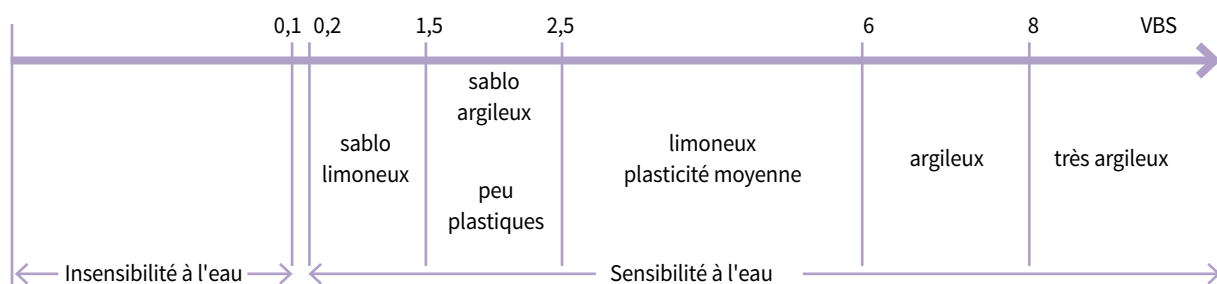 0,1 0,2 1,5 2,5 6 8 VBS
sablo
argileux
sablo
limoneux
peu
plastiques
limoneux
plasticité moyenne
argileux
très argileux
Insensibilité à l'eau
Sensibilité à l'eau